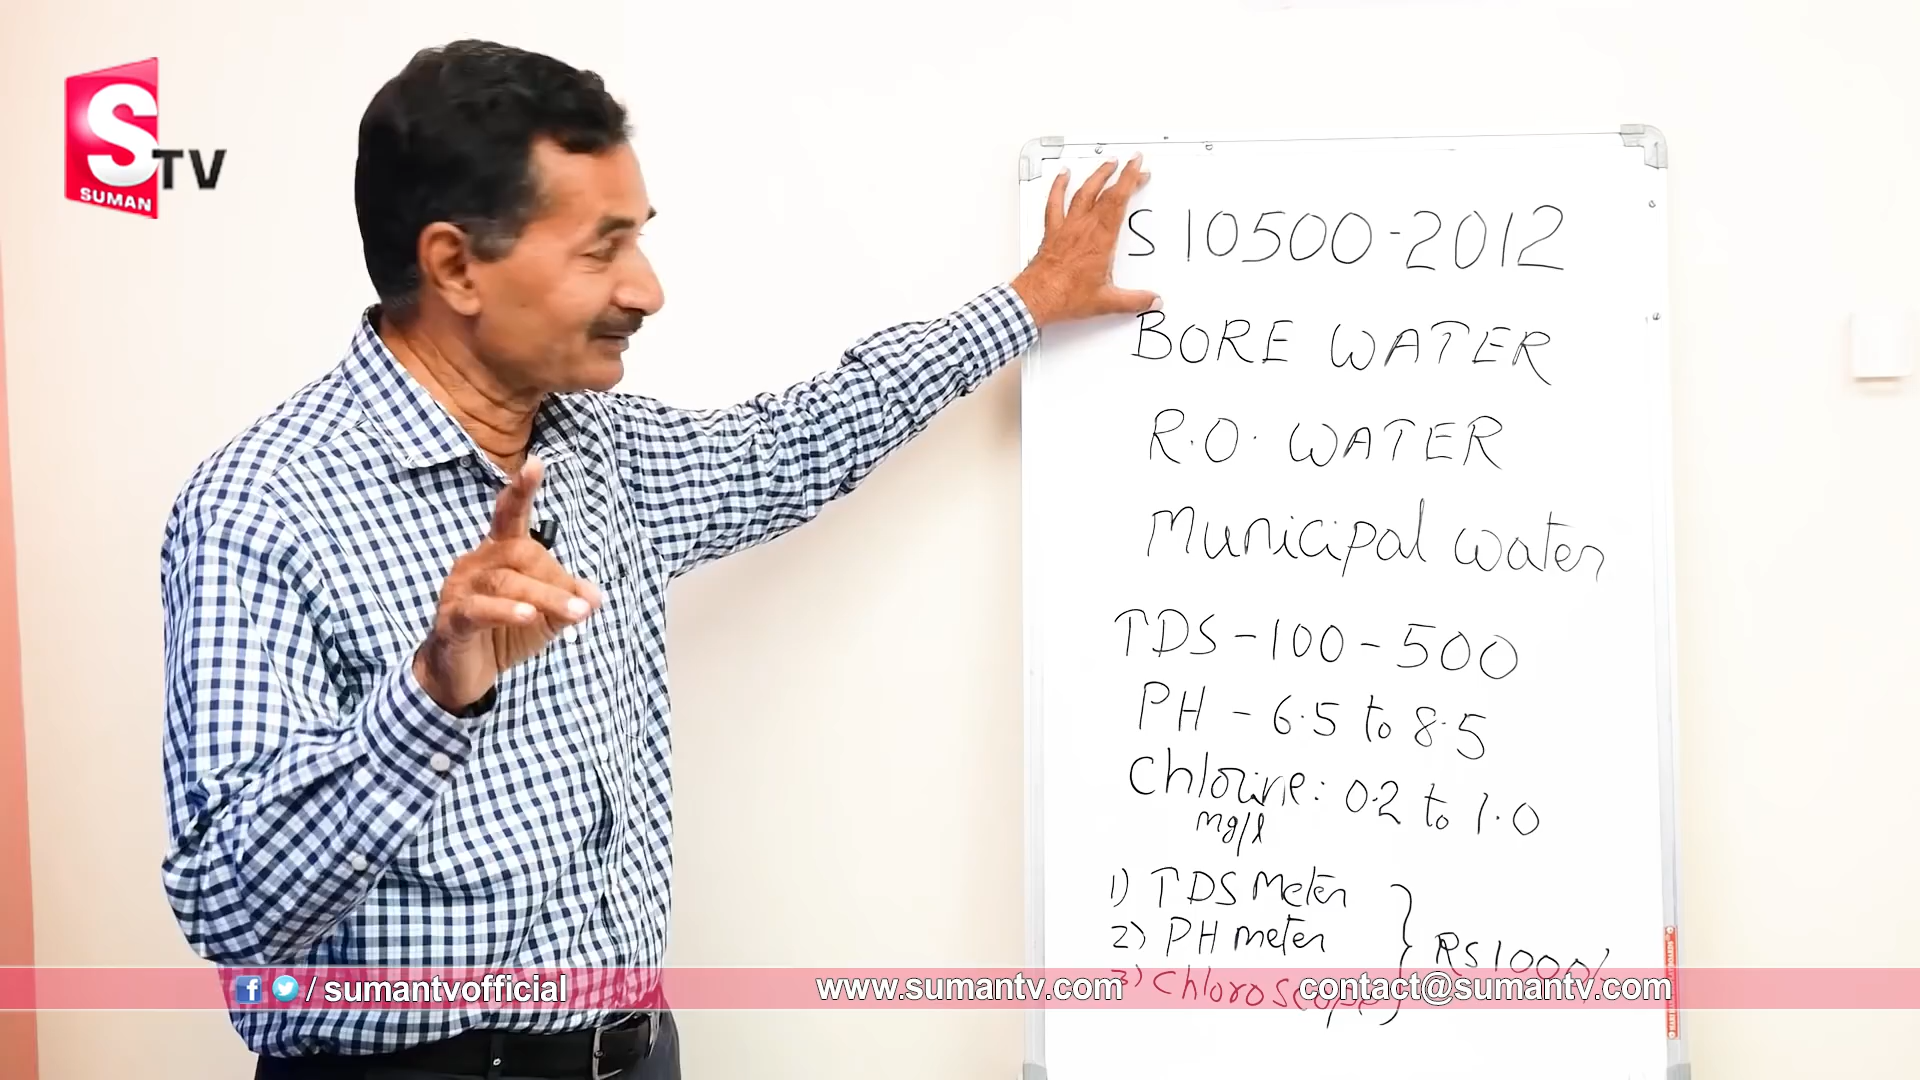 S
TV
SUMAN
S 10500-2012
BORE WATER
R.O. WATER
Municipal water
TDS - 100 - 500
PH - 6.5 to 8.5
Chlorine: 0.2 to 1.0
mg/l
1) TDS Meter
2) PH meter
3) Chloroscope
RS 1000/
/ sumantvofficial
www.sumantv.com
contact@sumantv.com